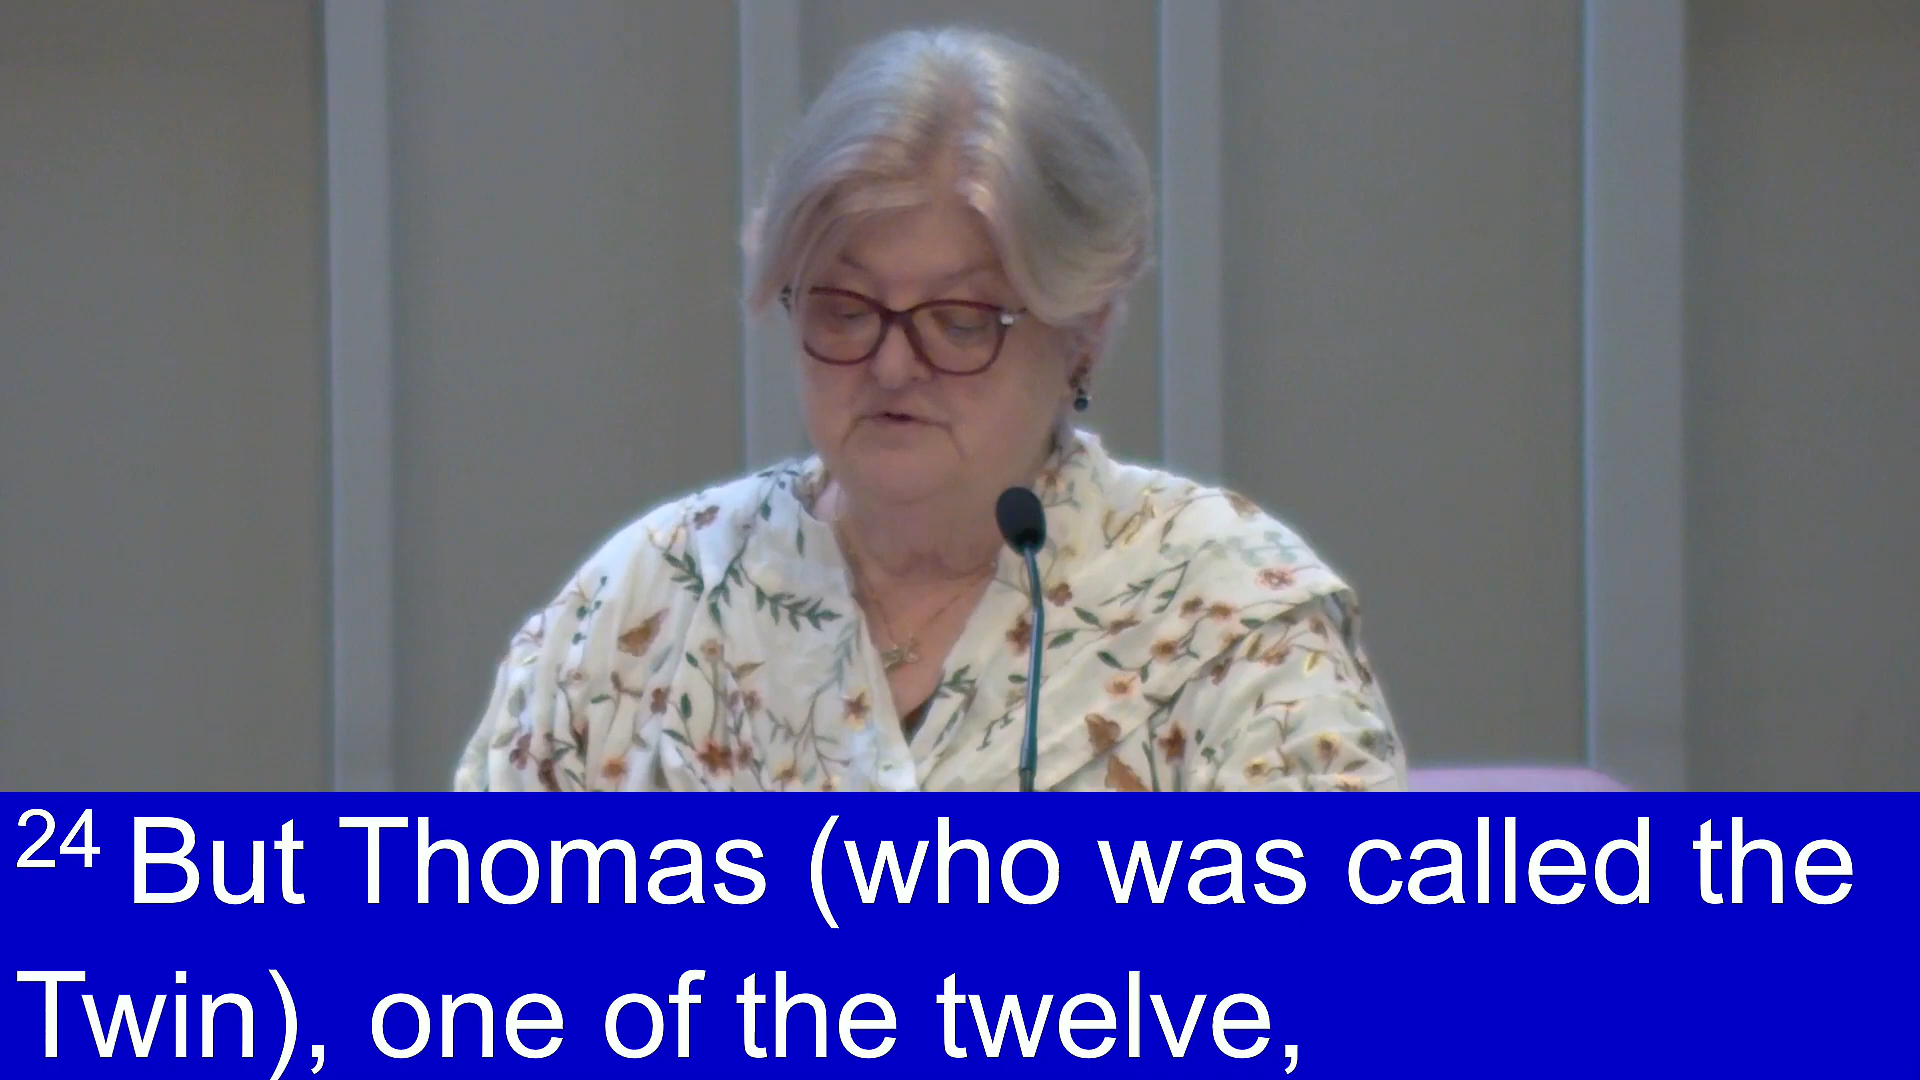 24 But Thomas (who was called the
Twin), one of the twelve,